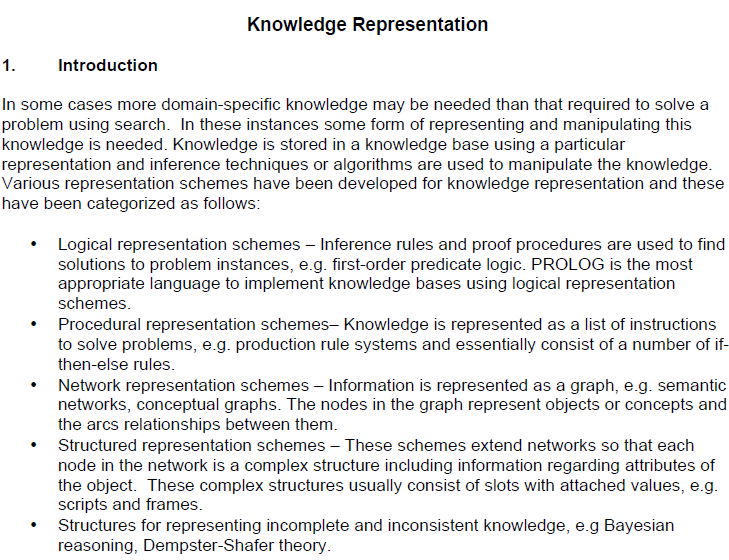 Knowledge Representation
1. Introduction
In some cases more domain-specific knowledge may be needed than that required to solve a
problem using search. In these instances some form of representing and manipulating this
knowledge is needed. Knowledge is stored in a knowledge base using a particular
representation and inference techniques or algorithms are used to manipulate the knowledge.
Various representation schemes have been developed for knowledge representation and these
have been categorized as follows:
• Logical representation schemes – Inference rules and proof procedures are used to find
solutions to problem instances, e.g. first-order predicate logic. PROLOG is the most
appropriate language to implement knowledge bases using logical representation
schemes.
• Procedural representation schemes– Knowledge is represented as a list of instructions
to solve problems, e.g. production rule systems and essentially consist of a number of if-
then-else rules.
• Network representation schemes – Information is represented as a graph, e.g. semantic
networks, conceptual graphs. The nodes in the graph represent objects or concepts and
the arcs relationships between them.
• Structured representation schemes – These schemes extend networks so that each
node in the network is a complex structure including information regarding attributes of
the object. These complex structures usually consist of slots with attached values, e.g.
scripts and frames.
• Structures for representing incomplete and inconsistent knowledge, e.g Bayesian
reasoning, Dempster-Shafer theory.